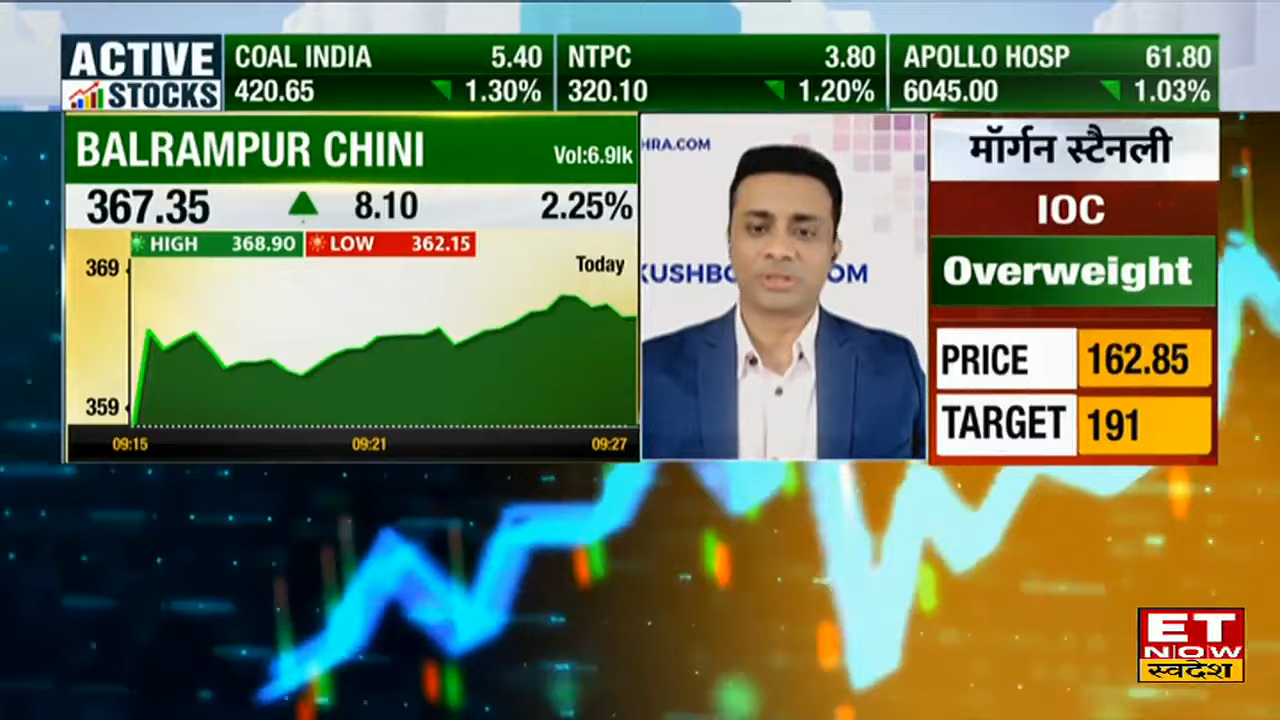 ACTIVE STOCKS
COAL INDIA 5.40
420.65 1.30%
NTPC 3.80
320.10 1.20%
APOLLO HOSP 61.80
6045.00 1.03%
BALRAMPUR CHINI Vol:6.9lk
367.35 8.10 2.25%
HIGH 368.90 LOW 362.15
Today
369
359
09:15 09:21 09:27
HRA.COM
KUSHB OM
मॉर्गन स्टैनली
IOC
Overweight
PRICE 162.85
TARGET 191
ET
NOW
स्वदेश